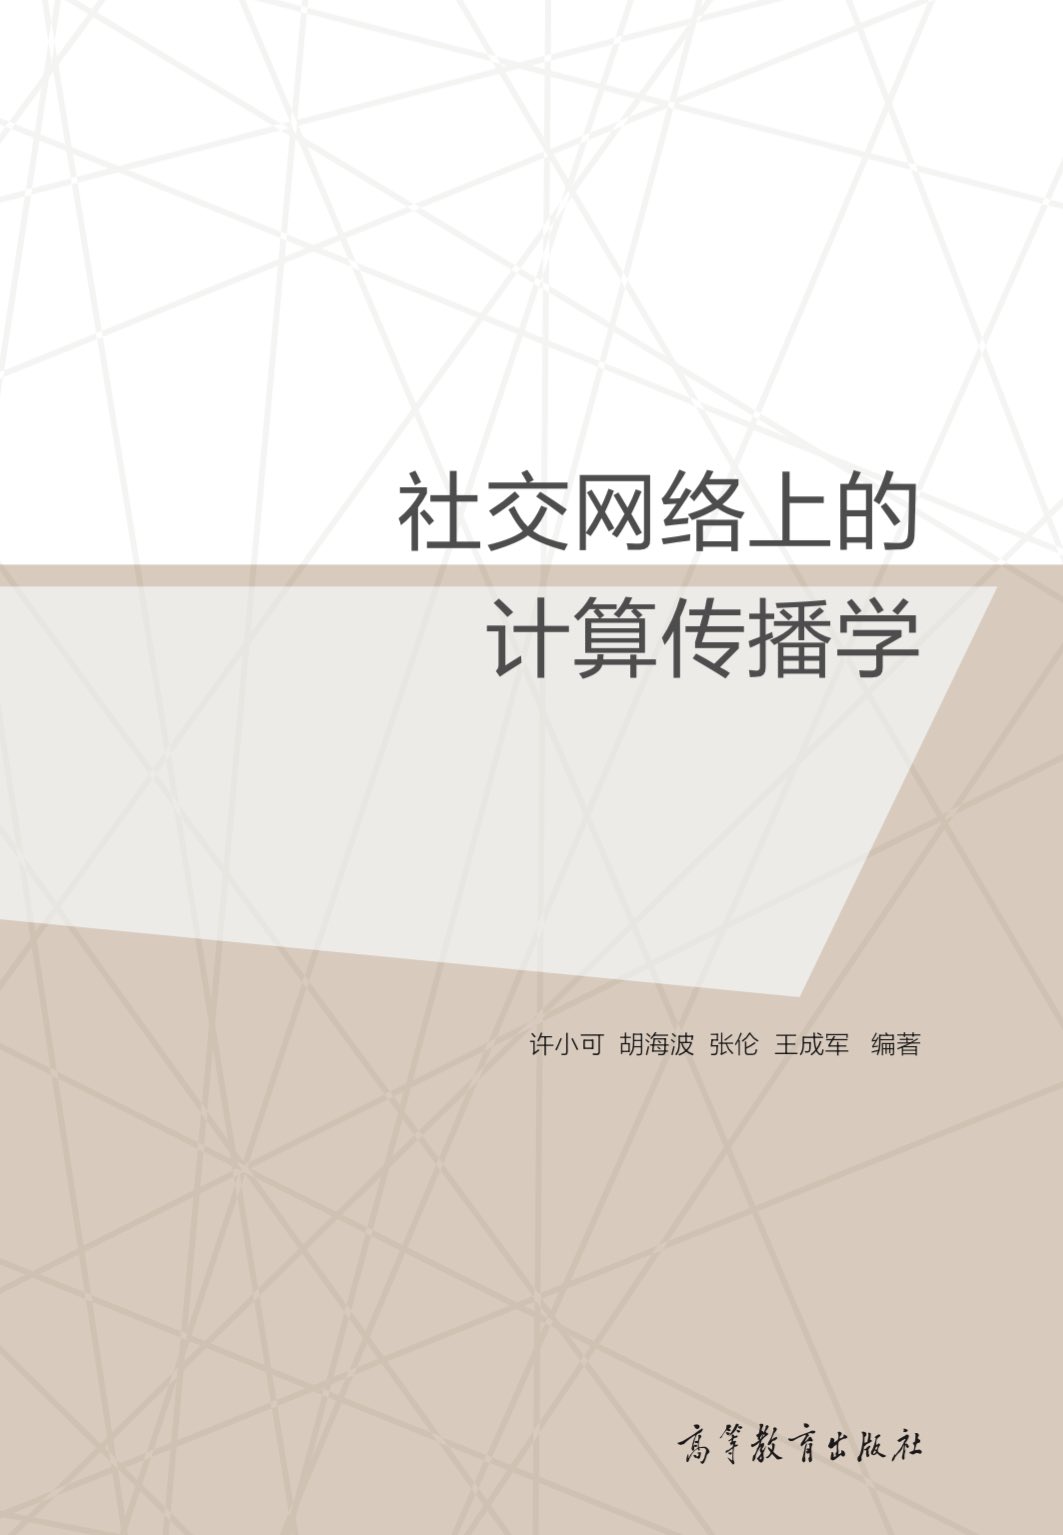 社交网络上的
计算传播学
许小可 胡海波 张伦 王成军 编著
高等教育出版社